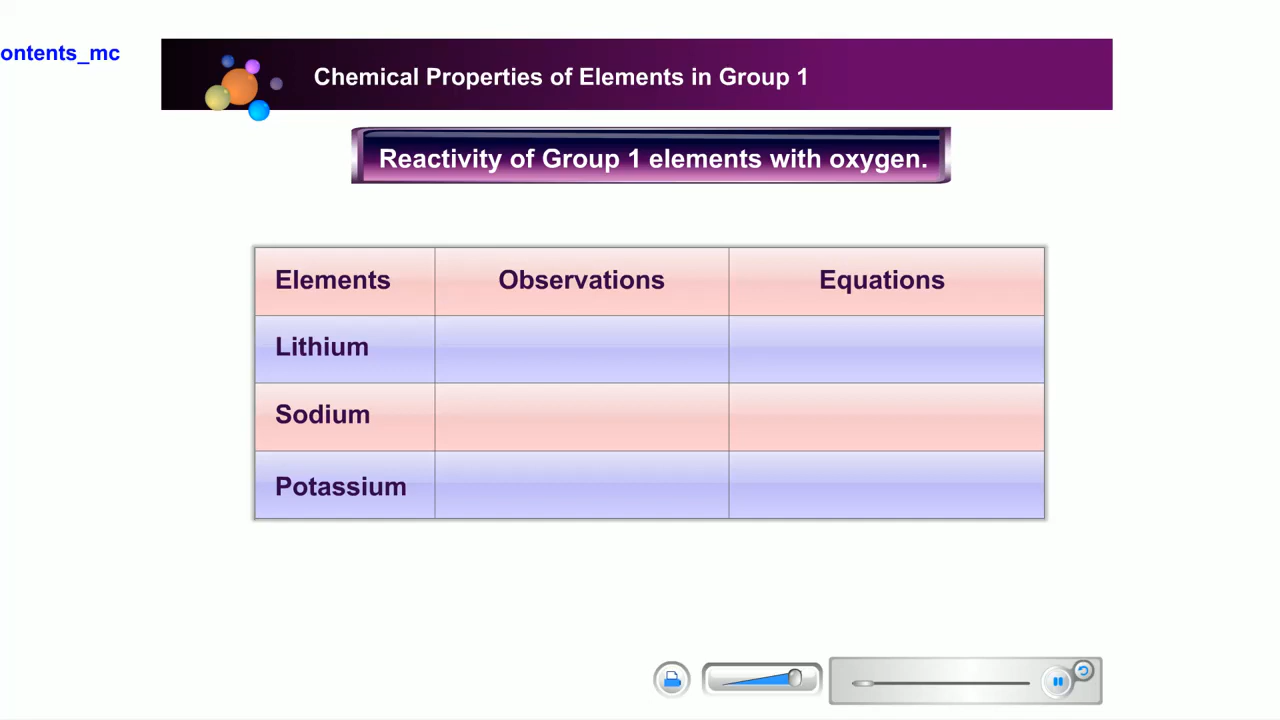 ontents_mc
Chemical Properties of Elements in Group 1
Reactivity of Group 1 elements with oxygen.
Elements Observations Equations
Lithium
Sodium
Potassium